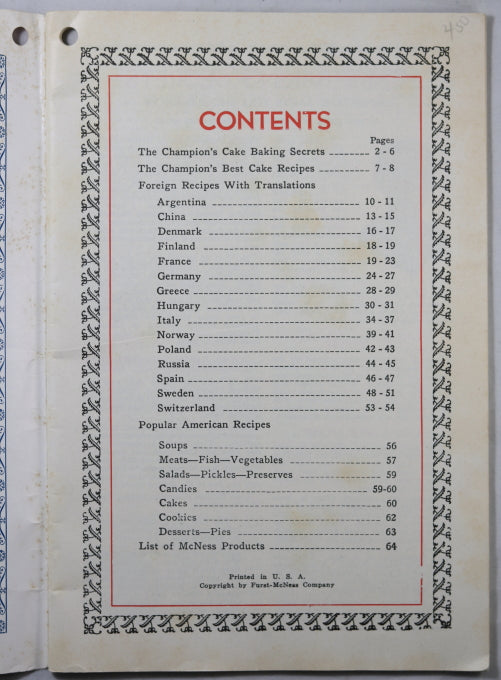 450
CONTENTS
Pages
The Champion's Cake Baking Secrets 2 - 6
The Champion's Best Cake Recipes 7 - 8
Foreign Recipes With Translations
Argentina 10 - 11
China 13 - 15
Denmark 16 - 17
Finland 18 - 19
France 19 - 23
Germany 24 - 27
Greece 28 - 29
Hungary 30 - 31
Italy 34 - 37
Norway 39 - 41
Poland 42 - 43
Russia 44 - 45
Spain 46 - 47
Sweden 48 - 51
Switzerland 53 - 54
Popular American Recipes
Soups 56
Meats—Fish—Vegetables 57
Salads—Pickles—Preserves 59
Candies 59-60
Cakes 60
Cookies 62
Desserts—Pies 63
List of McNess Products 64
Printed in U. S. A.
Copyright by Furst-McNess Company